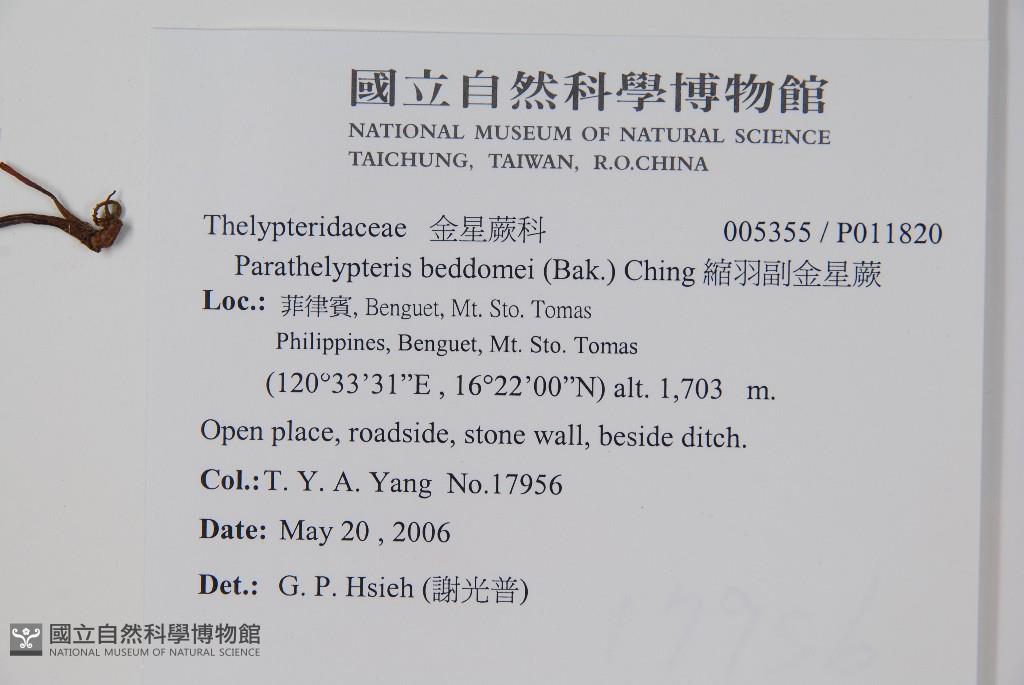 國立自然科學博物館
NATIONAL MUSEUM OF NATURAL SCIENCE
TAICHUNG, TAIWAN, R.O.CHINA
Thelypteridaceae 金星蕨科 005355 / P011820
Parathelypteris beddomei (Bak.) Ching 縮羽副金星蕨
Loc.: 菲律賓, Benguet, Mt. Sto. Tomas
Philippines, Benguet, Mt. Sto. Tomas
(120°33’31”E , 16°22’00”N) alt. 1,703 m.
Open place, roadside, stone wall, beside ditch.
Col.:T. Y. A. Yang No.17956
Date: May 20 , 2006
Det.: G. P. Hsieh (謝光普)
17956
國立自然科學博物館
NATIONAL MUSEUM OF NATURAL SCIENCE